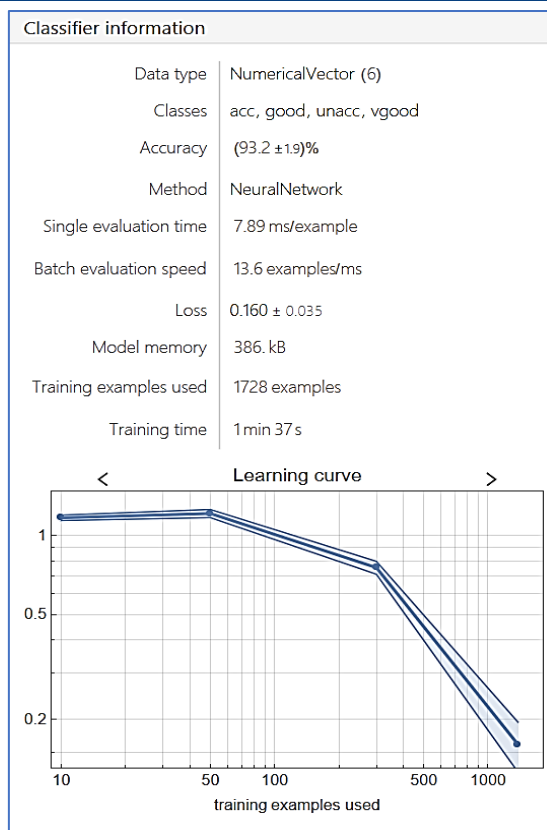 Classifier information
Data type NumericalVector (6)
Classes acc, good, unacc, vgood
Accuracy (93.2 ±1.9)%
Method NeuralNetwork
Single evaluation time 7.89 ms/example
Batch evaluation speed 13.6 examples/ms
Loss 0.160 ± 0.035
Model memory 386. kB
Training examples used 1728 examples
Training time 1 min 37 s
< Learning curve >
1
0.5
0.2
10 50 100 500 1000
training examples used